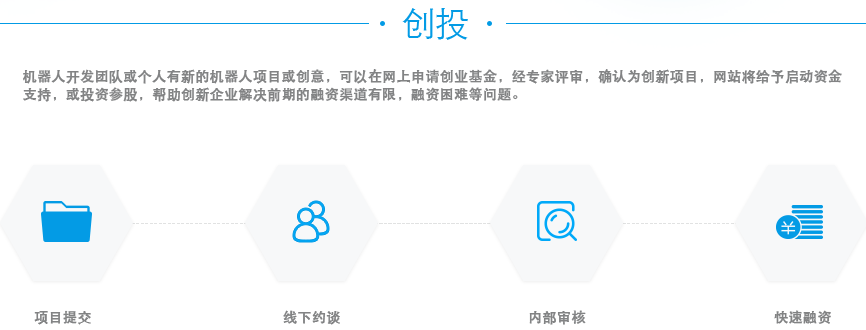 创投
机器人开发团队或个人有新的机器人项目或创意，可以在网上申请创业基金，经专家评审，确认为创新项目，网站将给予启动资金
支持，或投资参股，帮助创新企业解决前期的融资渠道有限，融资困难等问题。
项目提交 线下约谈 内部审核 快速融资